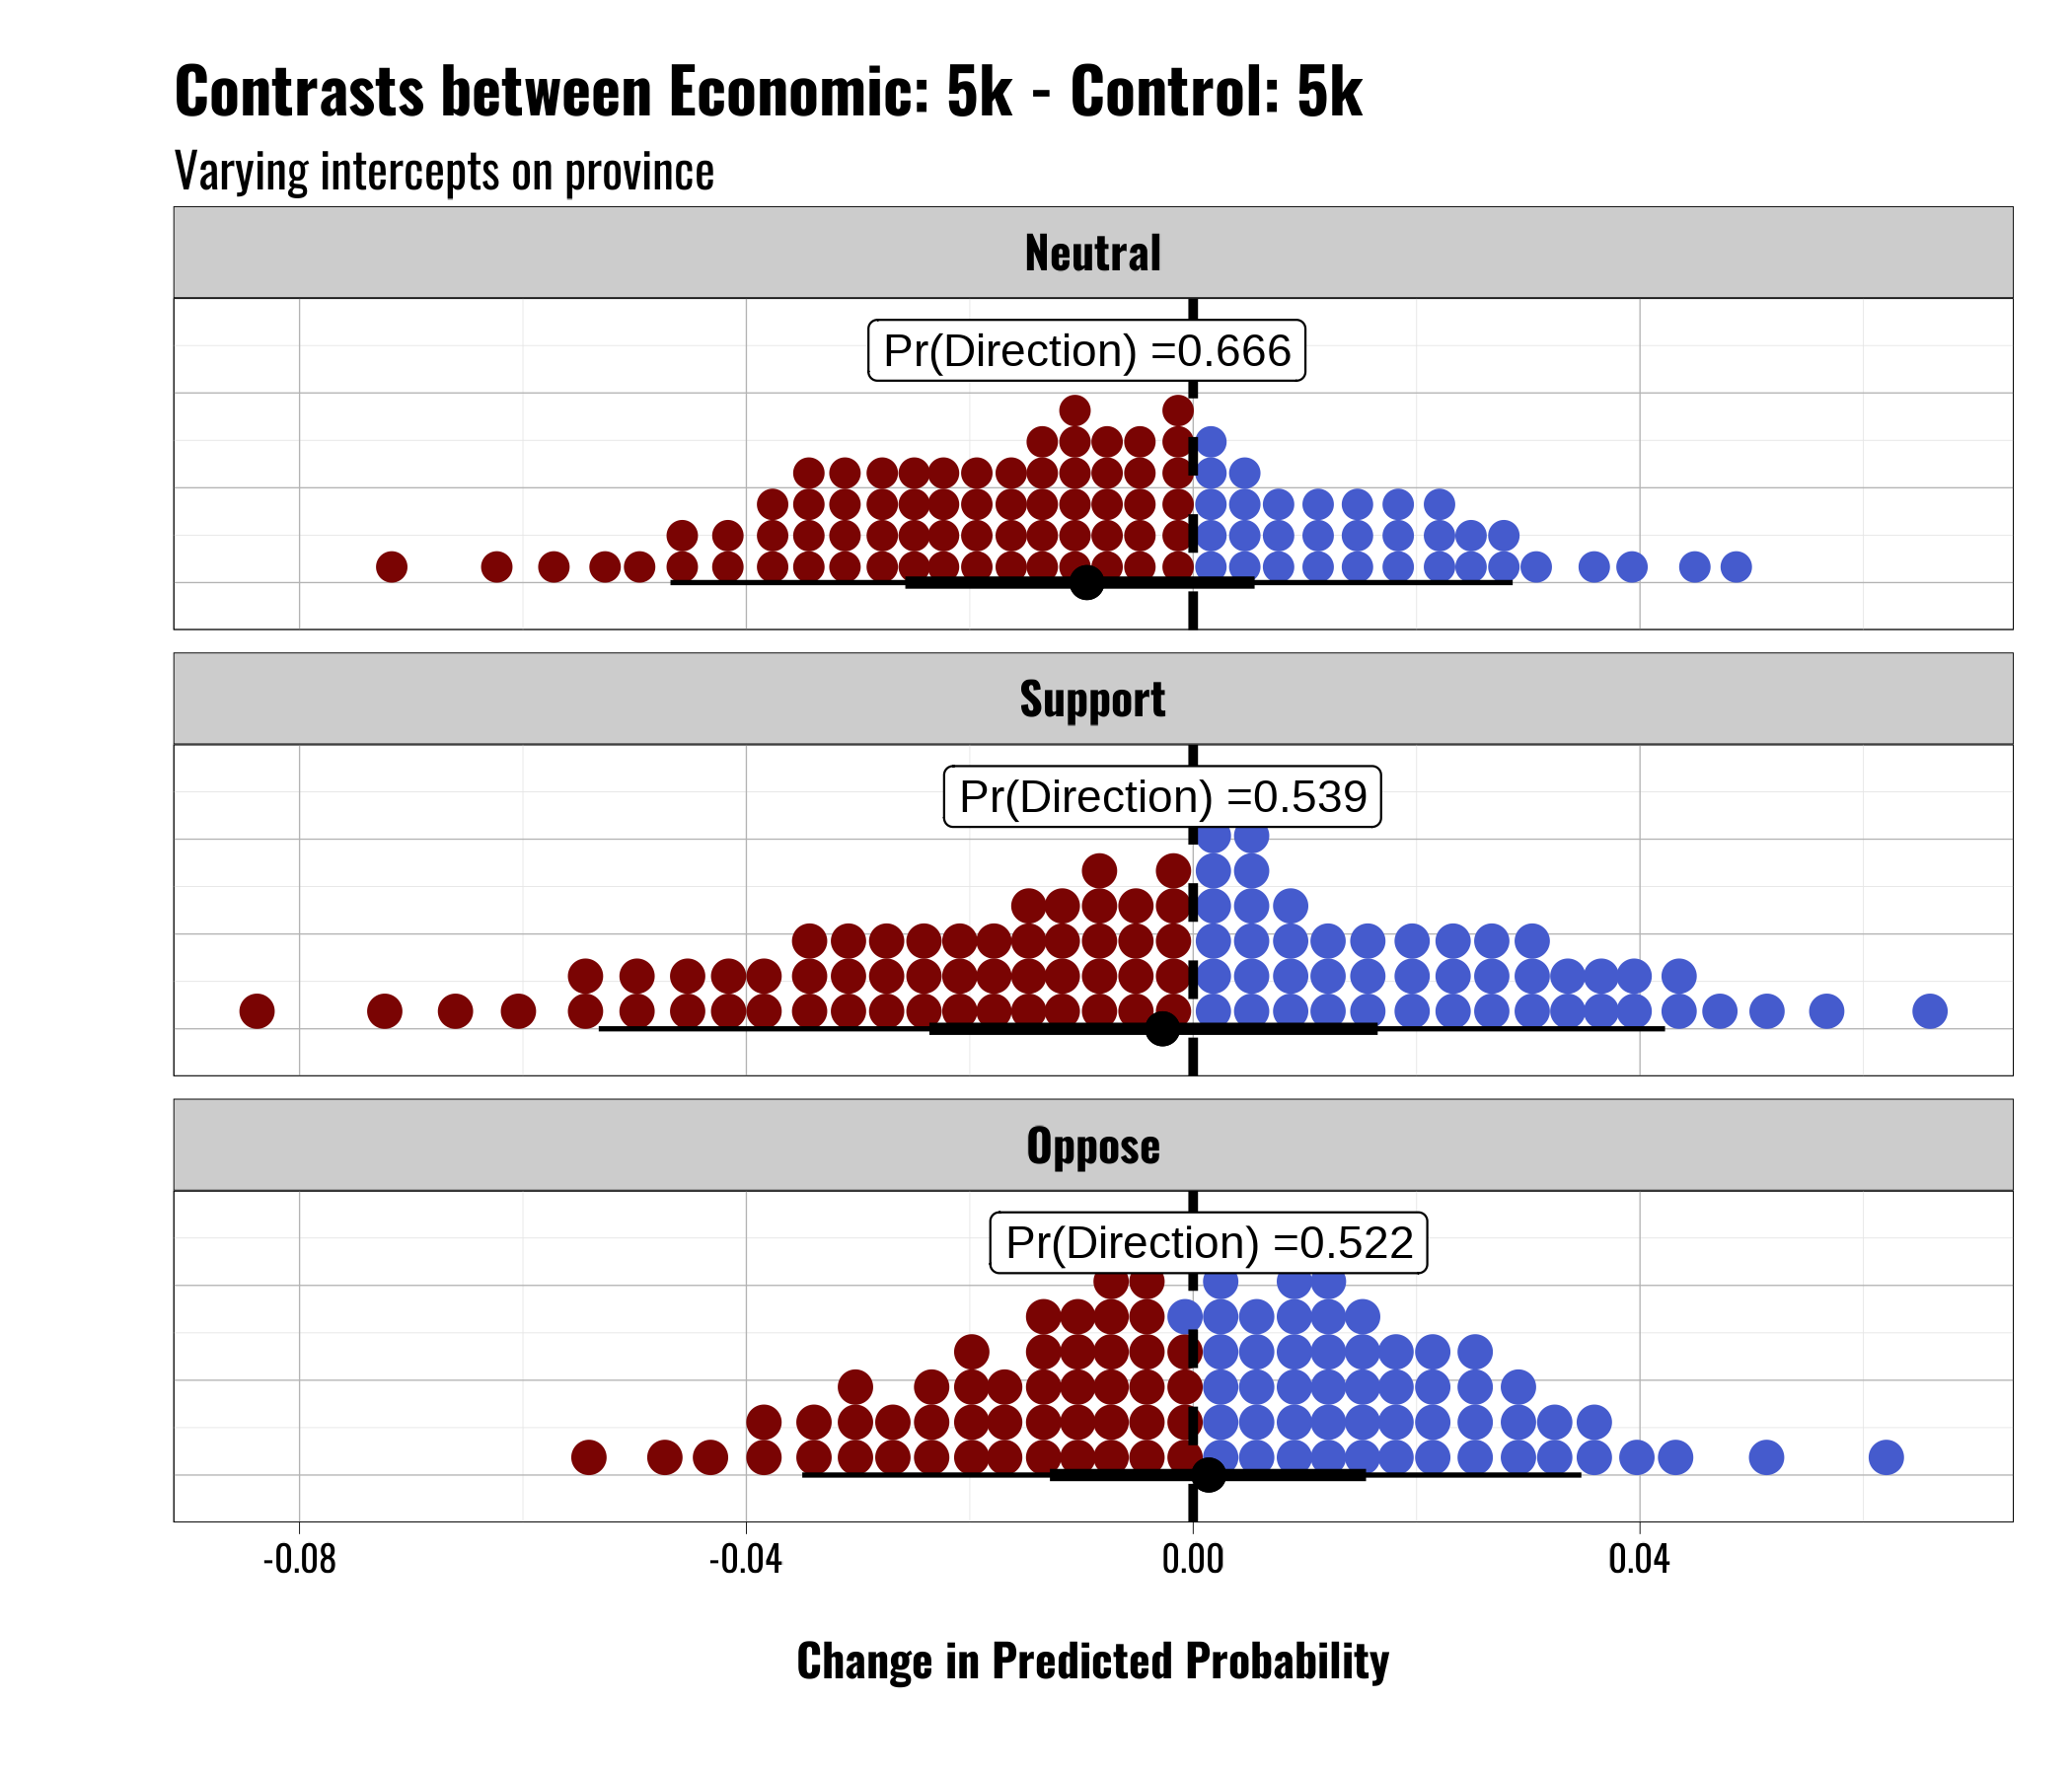 Contrasts between Economic: 5k - Control: 5k
Varying intercepts on province
Neutral
Pr(Direction) =0.666
Support
Pr(Direction) =0.539
Oppose
Pr(Direction) =0.522
-0.08 -0.04 0.00 0.04
Change in Predicted Probability